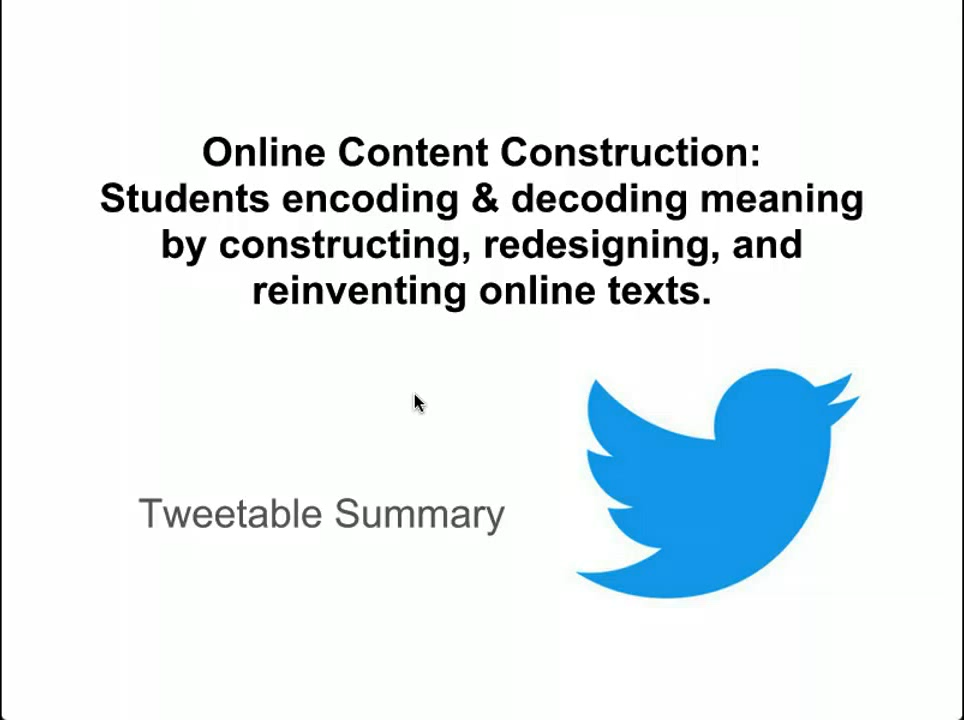 Online Content Construction:
Students encoding & decoding meaning
by constructing, redesigning, and
reinventing online texts.
Tweetable Summary